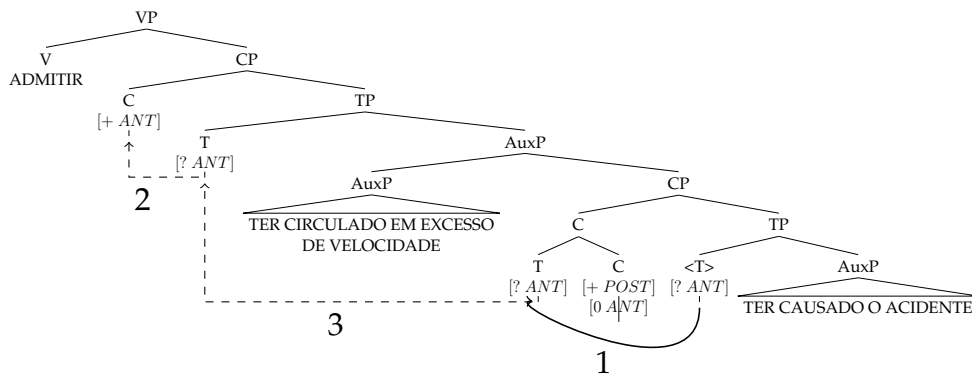 VP
V
CP
ADMITIR
C
TP
[+ ANT]
T
AuxP
[? ANT]
2
AuxP
CP
TER CIRCULADO EM EXCESSO
DE VELOCIDADE
C
TP
T
C
<T>
AuxP
[? ANT]
[+ POST]
[? ANT]
[0 ANT]
TER CAUSADO O ACIDENTE
3
1